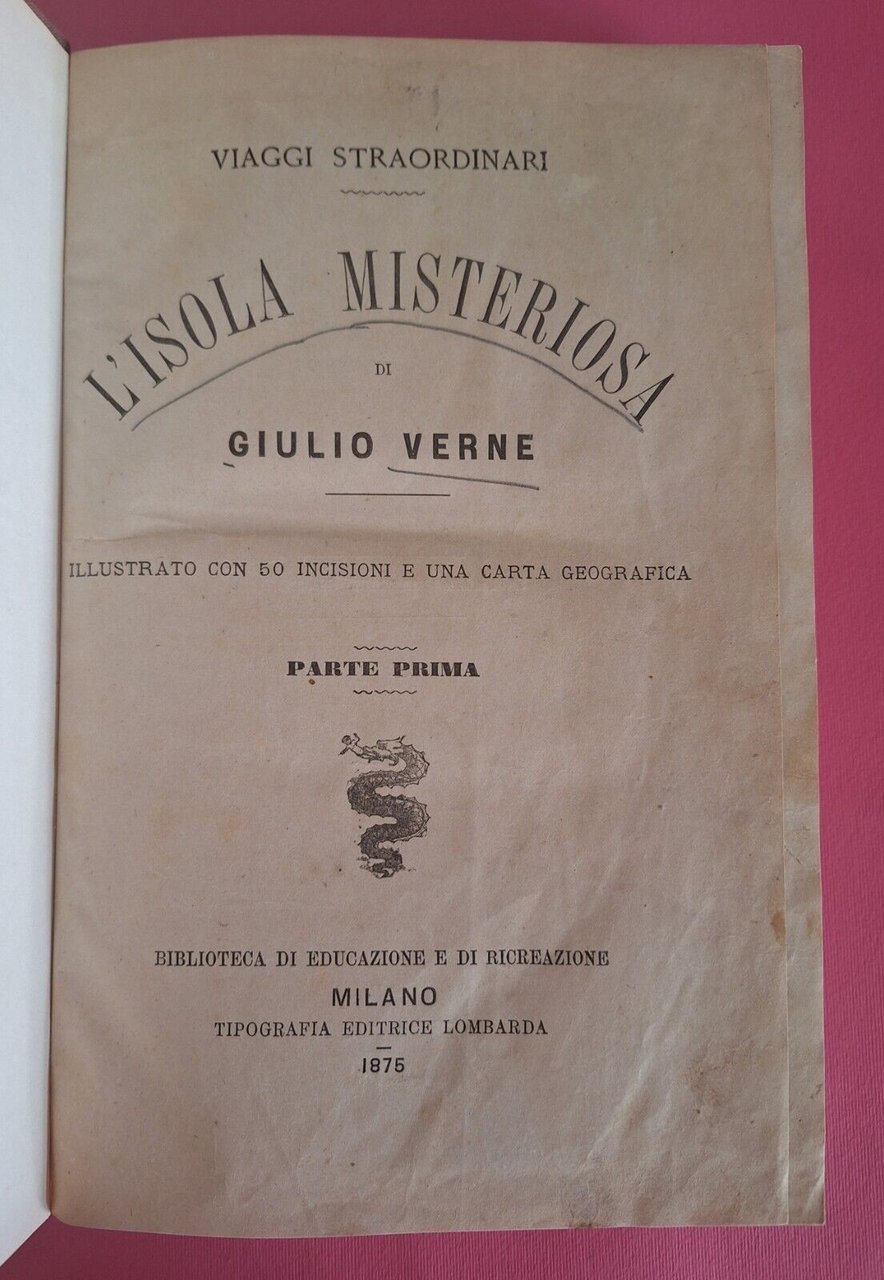 VIAGGI STRAORDINARI
L'ISOLA MISTERIOSA
DI
GIULIO VERNE
ILLUSTRATO CON 50 INCISIONI E UNA CARTA GEOGRAFICA
PARTE PRIMA
BIBLIOTECA DI EDUCAZIONE E DI RICREAZIONE
MILANO
TIPOGRAFIA EDITRICE LOMBARDA
1875